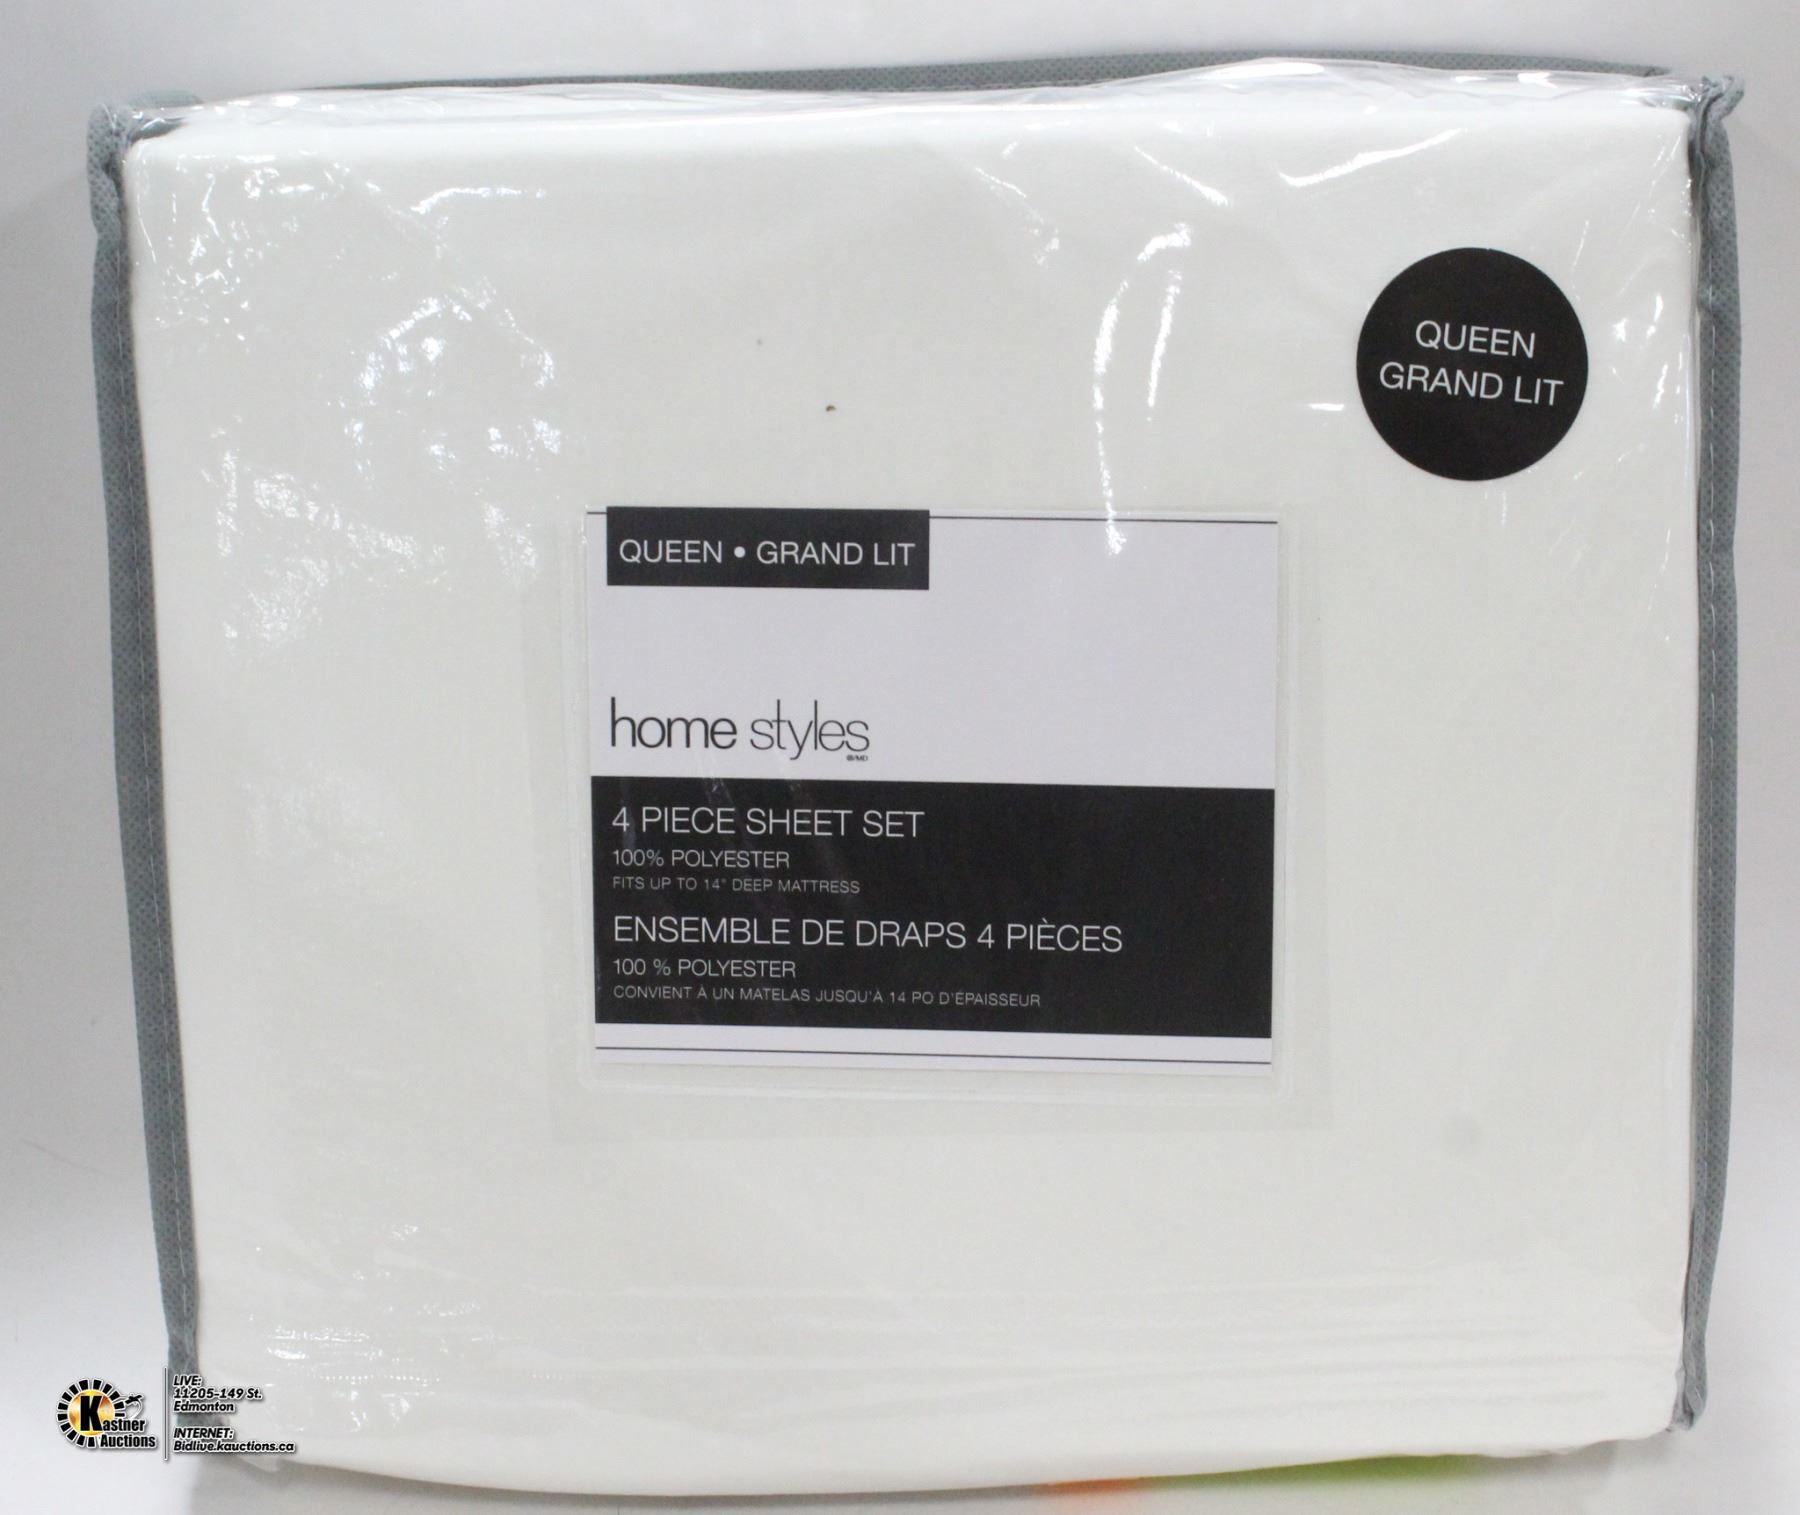 QUEEN
GRAND LIT
QUEEN • GRAND LIT
home styles
®/MD
4 PIECE SHEET SET
100% POLYESTER
FITS UP TO 14" DEEP MATTRESS
ENSEMBLE DE DRAPS 4 PIÈCES
100 % POLYESTER
CONVIENT À UN MATELAS JUSQU'À 14 PO D'ÉPAISSEUR
Kastner
Auctions
LIVE:
11205-149 St.
Edmonton
INTERNET:
Bidlive.kauctions.ca